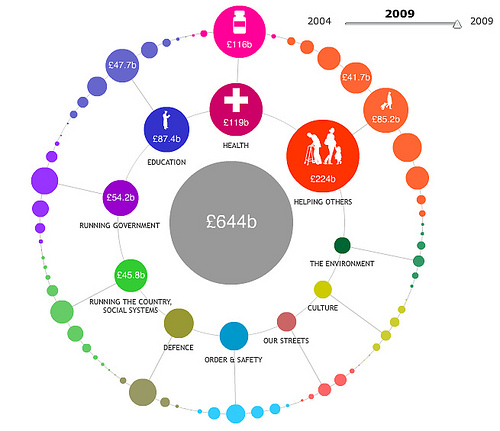 2004
2009
2009
£116b
£47.7b
£41.7b
£85.2b
£119b
£87.4b
HEALTH
EDUCATION
£224b
HELPING OTHERS
£54.2b
RUNNING GOVERNMENT
£644b
THE ENVIRONMENT
£45.8b
RUNNING THE COUNTRY,
SOCIAL SYSTEMS
CULTURE
OUR STREETS
DEFENCE
ORDER & SAFETY